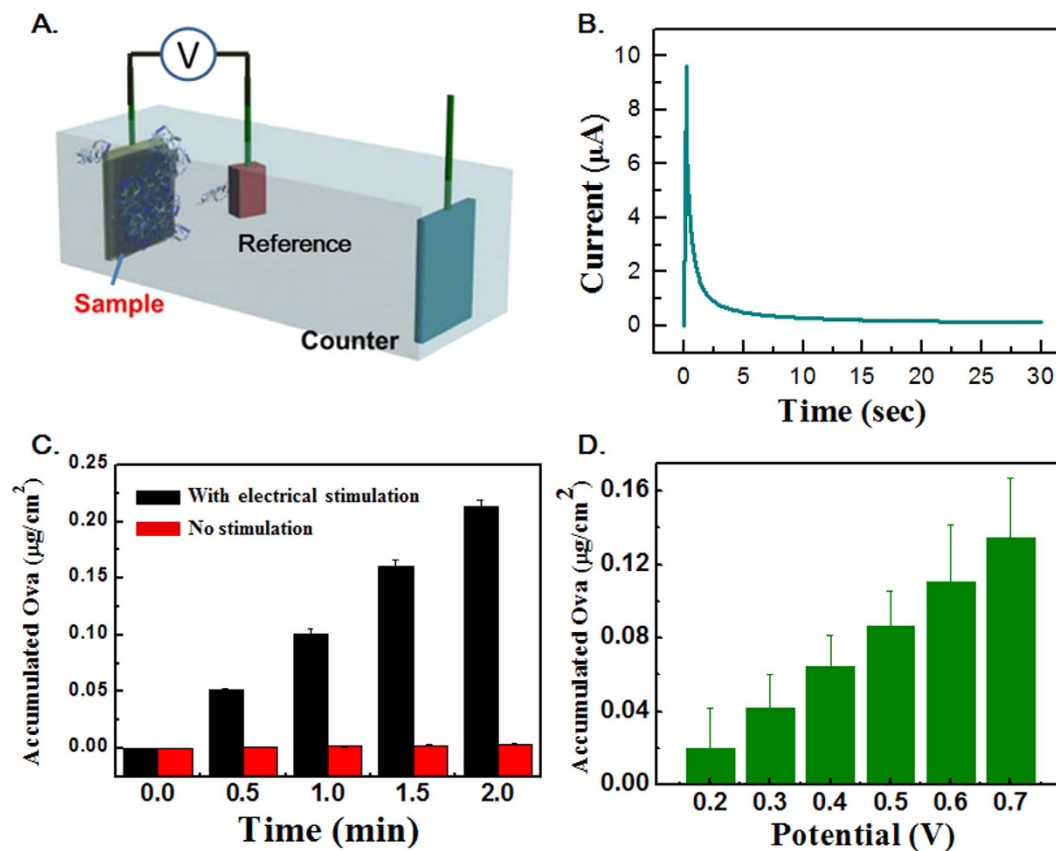 A.
V
Reference
Sample
Counter
B.
10
8
6
4
2
0
Current (μA)
0 5 10 15 20 25 30
Time (sec)
C.
0.25
0.20
0.15
0.10
0.05
0.00
Accumulated Ova (μg/cm²)
With electrical stimulation
No stimulation
0.0 0.5 1.0 1.5 2.0
Time (min)
D.
0.16
0.12
0.08
0.04
0.00
Accumulated Ova (μg/cm²)
0.2 0.3 0.4 0.5 0.6 0.7
Potential (V)